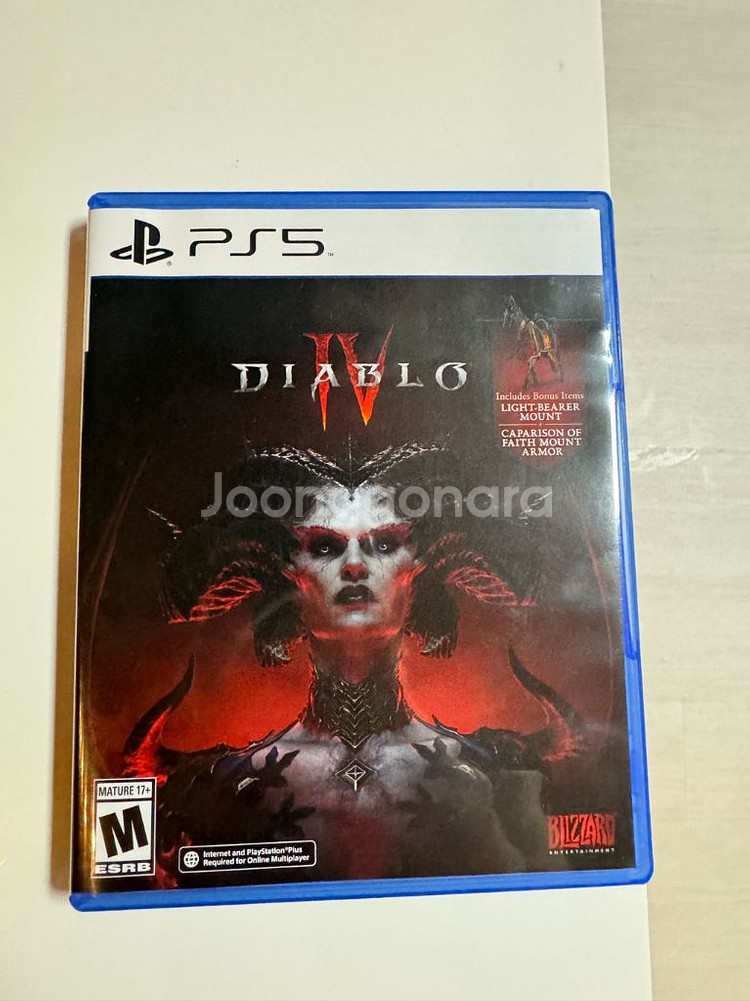 PS5
DIABLO
IV
Includes Bonus Items
LIGHT-BEARER
MOUNT
CAPARISON OF
FAITH MOUNT
ARMOR
Joonggonara
MATURE 17+
M
ESRB
Internet and PlayStation®Plus
Required for Online Multiplayer
BLIZZARD
ENTERTAINMENT